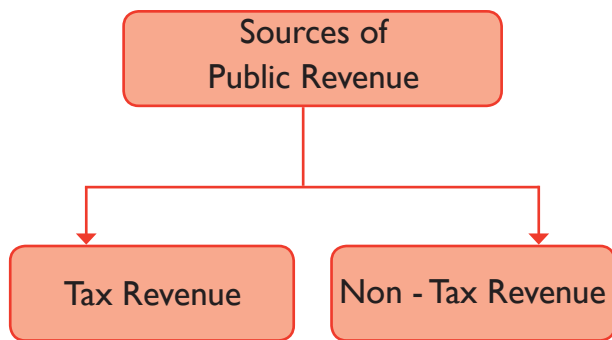 Sources of
Public Revenue
Tax Revenue
Non - Tax Revenue